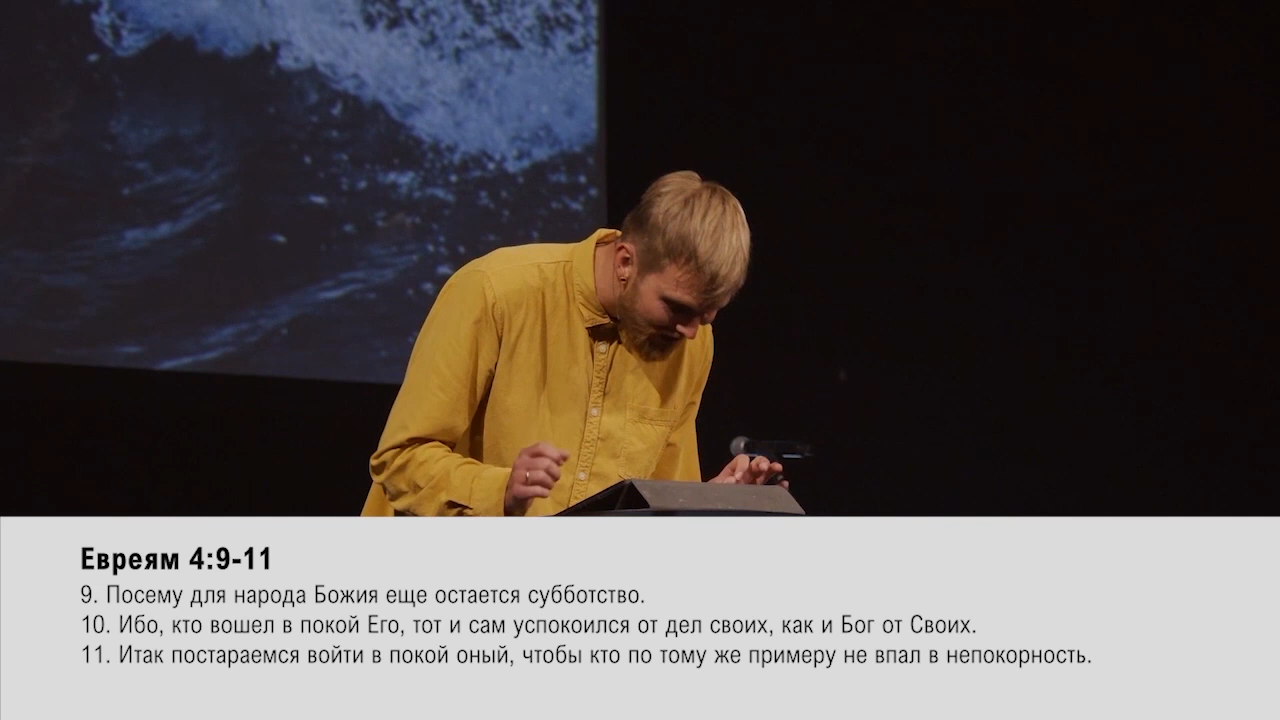 Евреям 4:9-11
9. Посему для народа Божия еще остается субботство.
10. Ибо, кто вошел в покой Его, тот и сам успокоился от дел своих, как и Бог от Своих.
11. Итак постараемся войти в покой оный, чтобы кто по тому же примеру не впал в непокорность.